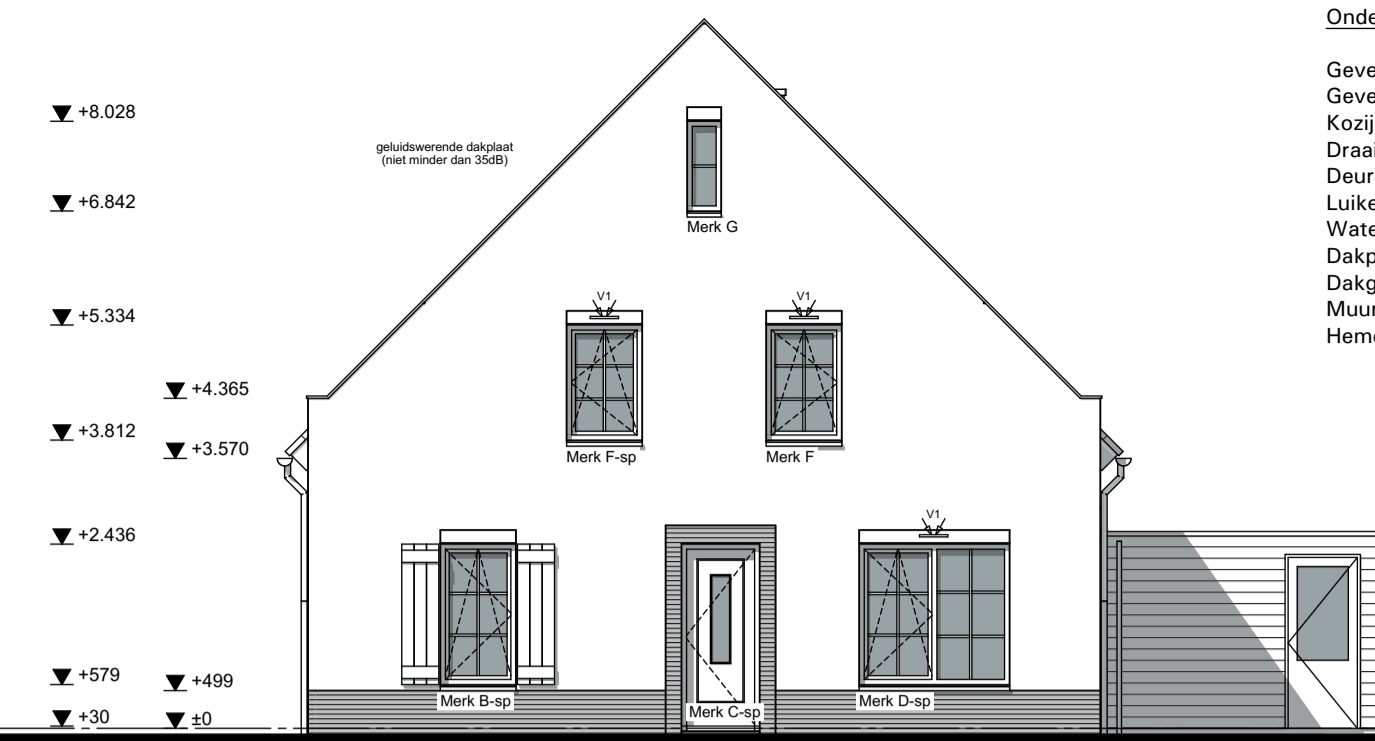 Onde
Geve
Geve
Kozij
Draai
Deur
Luike
Wate
Dakp
Dakg
Muur
Heme
+8.028
geluidswerende dakplaat
(niet minder dan 35dB)
+6.842
Merk G
+5.334
V1
V1
+4.365
+3.812
+3.570
Merk F-sp
Merk F
+2.436
V1
+579
+499
Merk B-sp
Merk C-sp
Merk D-sp
+30
±0